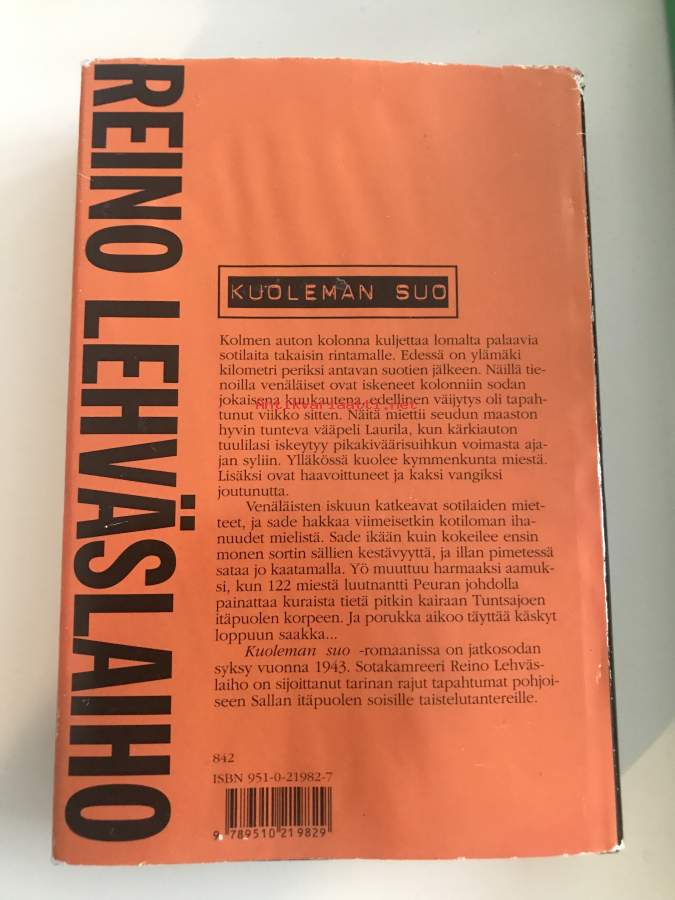 REINO LEHVÄSLAIHO
KUOLEMAN SUO
Kolmen auton kolonna kuljettaa lomalta palaavia
sotilaita takaisin rintamalle. Edessä on ylämäki
kilometri periksi antavan suotien jälkeen. Näillä tie-
noilla venäläiset ovat iskeneet kolonniin sodan
jokaisena kuukautena, edellinen väijytys oli tapah-
antikvariaatti.net
tunut viikko sitten. Näitä miettii seudun maaston
hyvin tunteva vääpeli Laurila, kun kärkiauton
tuulilasi iskeytyy pikakiväärisuihkun voimasta aja-
jan syliin. Ylläkössä kuolee kymmenkunta miestä.
Lisäksi ovat haavoittuneet ja kaksi vangiksi
joutunutta.
Venäläisten iskuun katkeavat sotilaiden miet-
teet, ja sade hakkaa viimeisetkin kotiloman iha-
nuudet mielistä. Sade ikään kuin kokeilee ensin
monen sortin sällien kestävyyttä, ja illan pimetessä
sataa jo kaatamalla. Yö muuttuu harmaaksi aamuk-
si, kun 122 miestä luutnantti Peuran johdolla
painattaa kuraista tietä pitkin kairaan Tuntsajoen
itäpuolen korpeen. Ja porukka aikoo täyttää käskyt
loppuun saakka...
Kuoleman suo -romaanissa on jatkosodan
syksy vuonna 1943. Sotakamreeri Reino Lehväs-
laiho on sijoittanut tarinan rajut tapahtumat pohjoi-
seen Sallan itäpuolen soisille taistelutantereille.
842
ISBN 951-0-21982-7
9 789510 219829